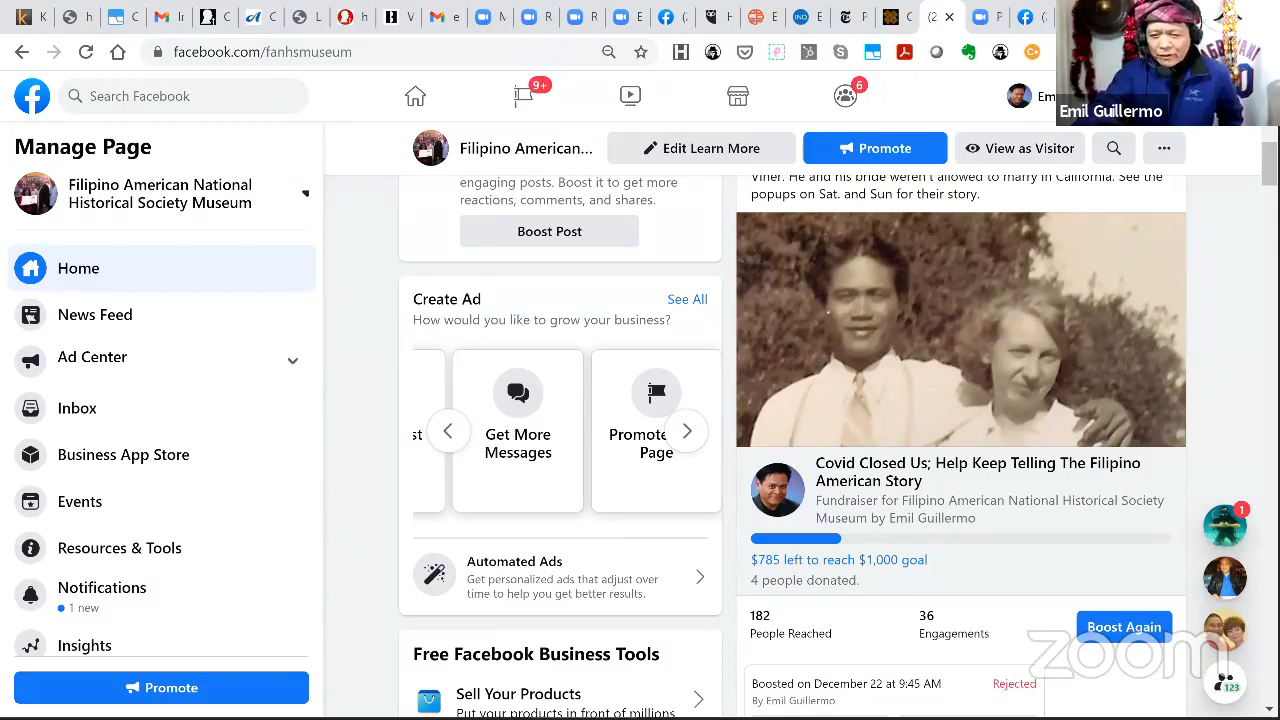 facebook.com/fanhsmuseum
Search Facebook
9+
6
Em
Emil Guillermo
Manage Page
Filipino American National
Historical Society Museum
Home
News Feed
Ad Center
Inbox
Business App Store
Events
Resources & Tools
Notifications
1 new
Insights
Promote
Filipino American...
Edit Learn More
Promote
View as Visitor
engaging posts. Boost it to get more
reactions, comments, and shares.
Boost Post
Create Ad
See All
How would you like to grow your business?
Get More
Messages
Promote
Page
Automated Ads
Get personalized ads that adjust over
time to help you get better results.
Free Facebook Business Tools
Sell Your Products
Put your products in front of millions
Viner. He and his bride weren't allowed to marry in California. See the
popups on Sat. and Sun for their story.
Covid Closed Us; Help Keep Telling The Filipino
American Story
Fundraiser for Filipino American National Historical Society
Museum by Emil Guillermo
$785 left to reach $1,000 goal
4 people donated.
182
People Reached
36
Engagements
Boost Again
Boosted on December 22 at 9:45 AM
Rejected
By Emil Guillermo
1
123
zoom